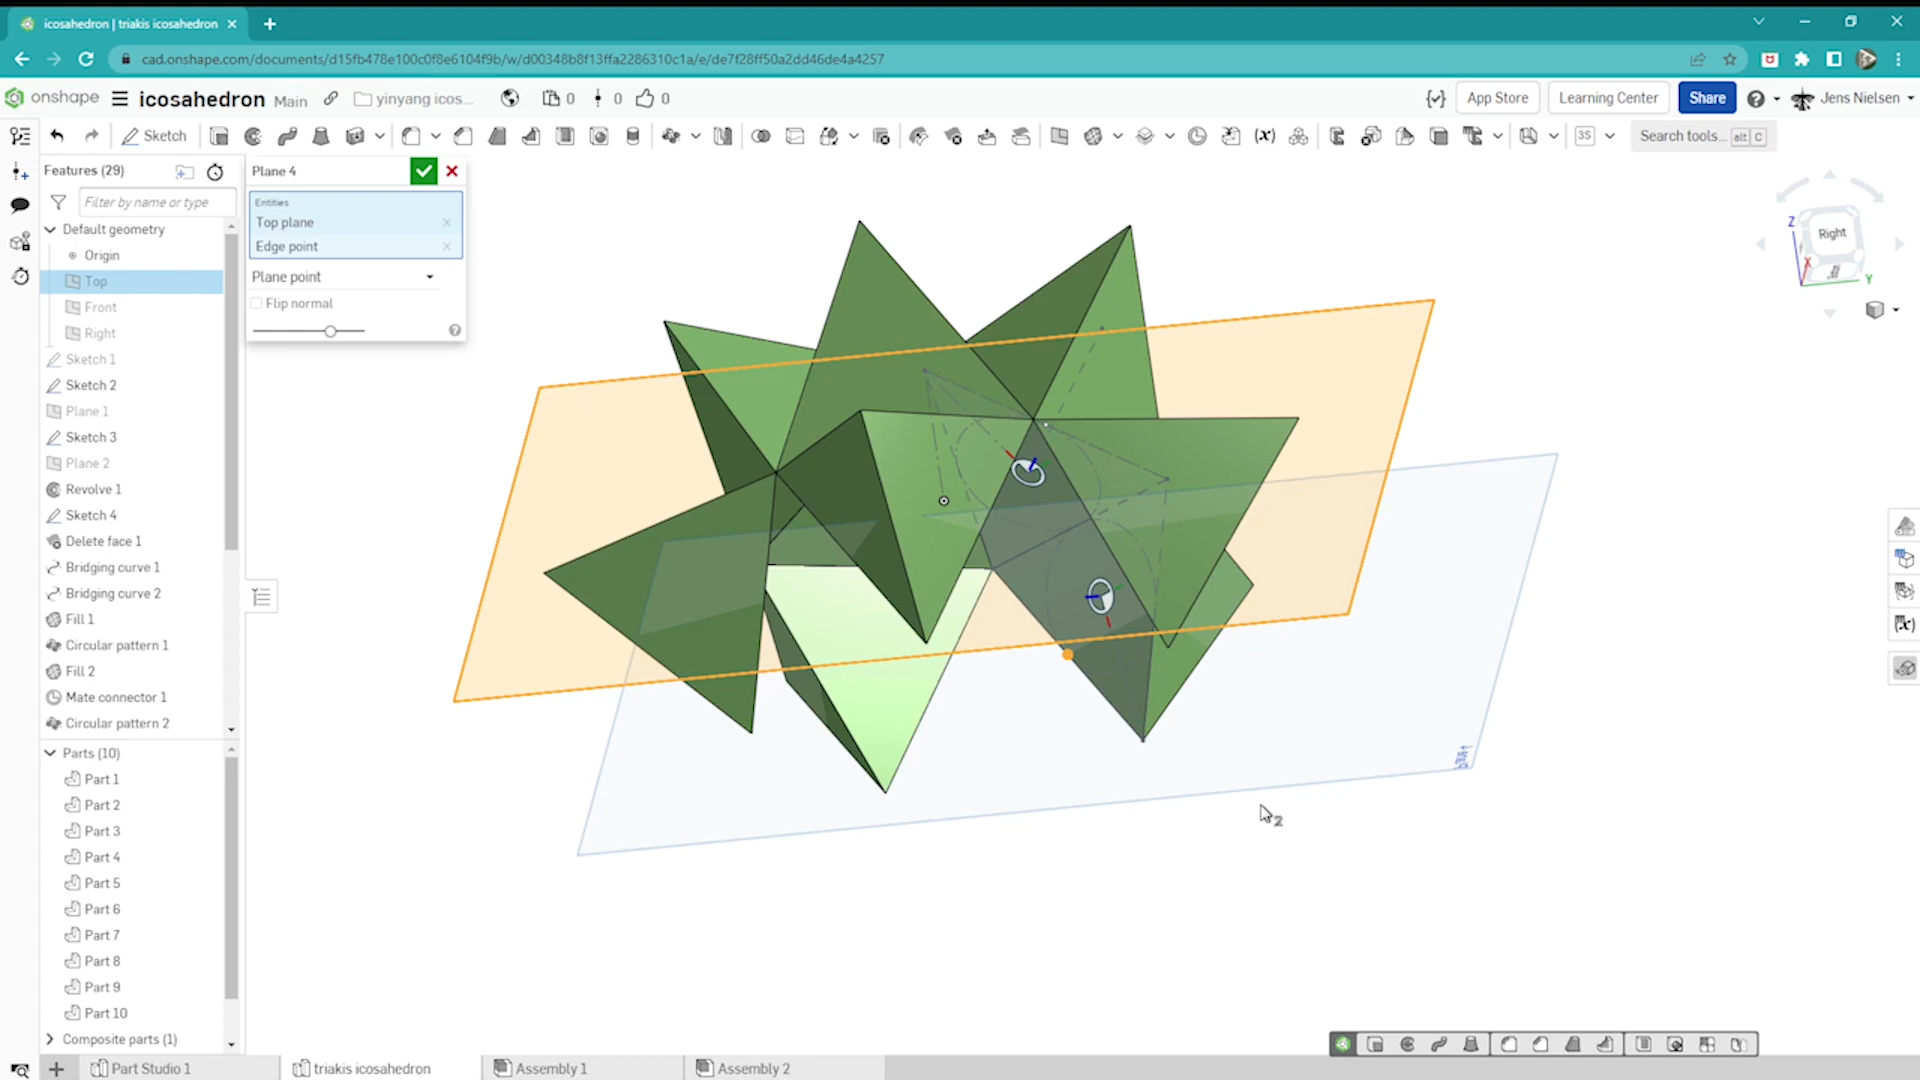 icosahedron | triakis icosahedron
cad.onshape.com/documents/d15fb478e100c0f8e6104f9b/w/d00348b8f13ffa2286310c1a/e/de7f28ff50a2dd46de4a4257
onshape icosahedron Main yinyang icos... 0 0 0 App Store Learning Center Share Jens Nielsen
Sketch 3S Search tools... alt C
Features (29)
Filter by name or type
Default geometry
Origin
Top
Front
Right
Sketch 1
Sketch 2
Plane 1
Sketch 3
Plane 2
Revolve 1
Sketch 4
Delete face 1
Bridging curve 1
Bridging curve 2
Fill 1
Circular pattern 1
Fill 2
Mate connector 1
Circular pattern 2
Parts (10)
Part 1
Part 2
Part 3
Part 4
Part 5
Part 6
Part 7
Part 8
Part 9
Part 10
Composite parts (1)
Plane 4
Entities
Top plane
Edge point
Plane point
Flip normal
Z
Right
X
Y
(x)
2
Part Studio 1
triakis icosahedron
Assembly 1
Assembly 2